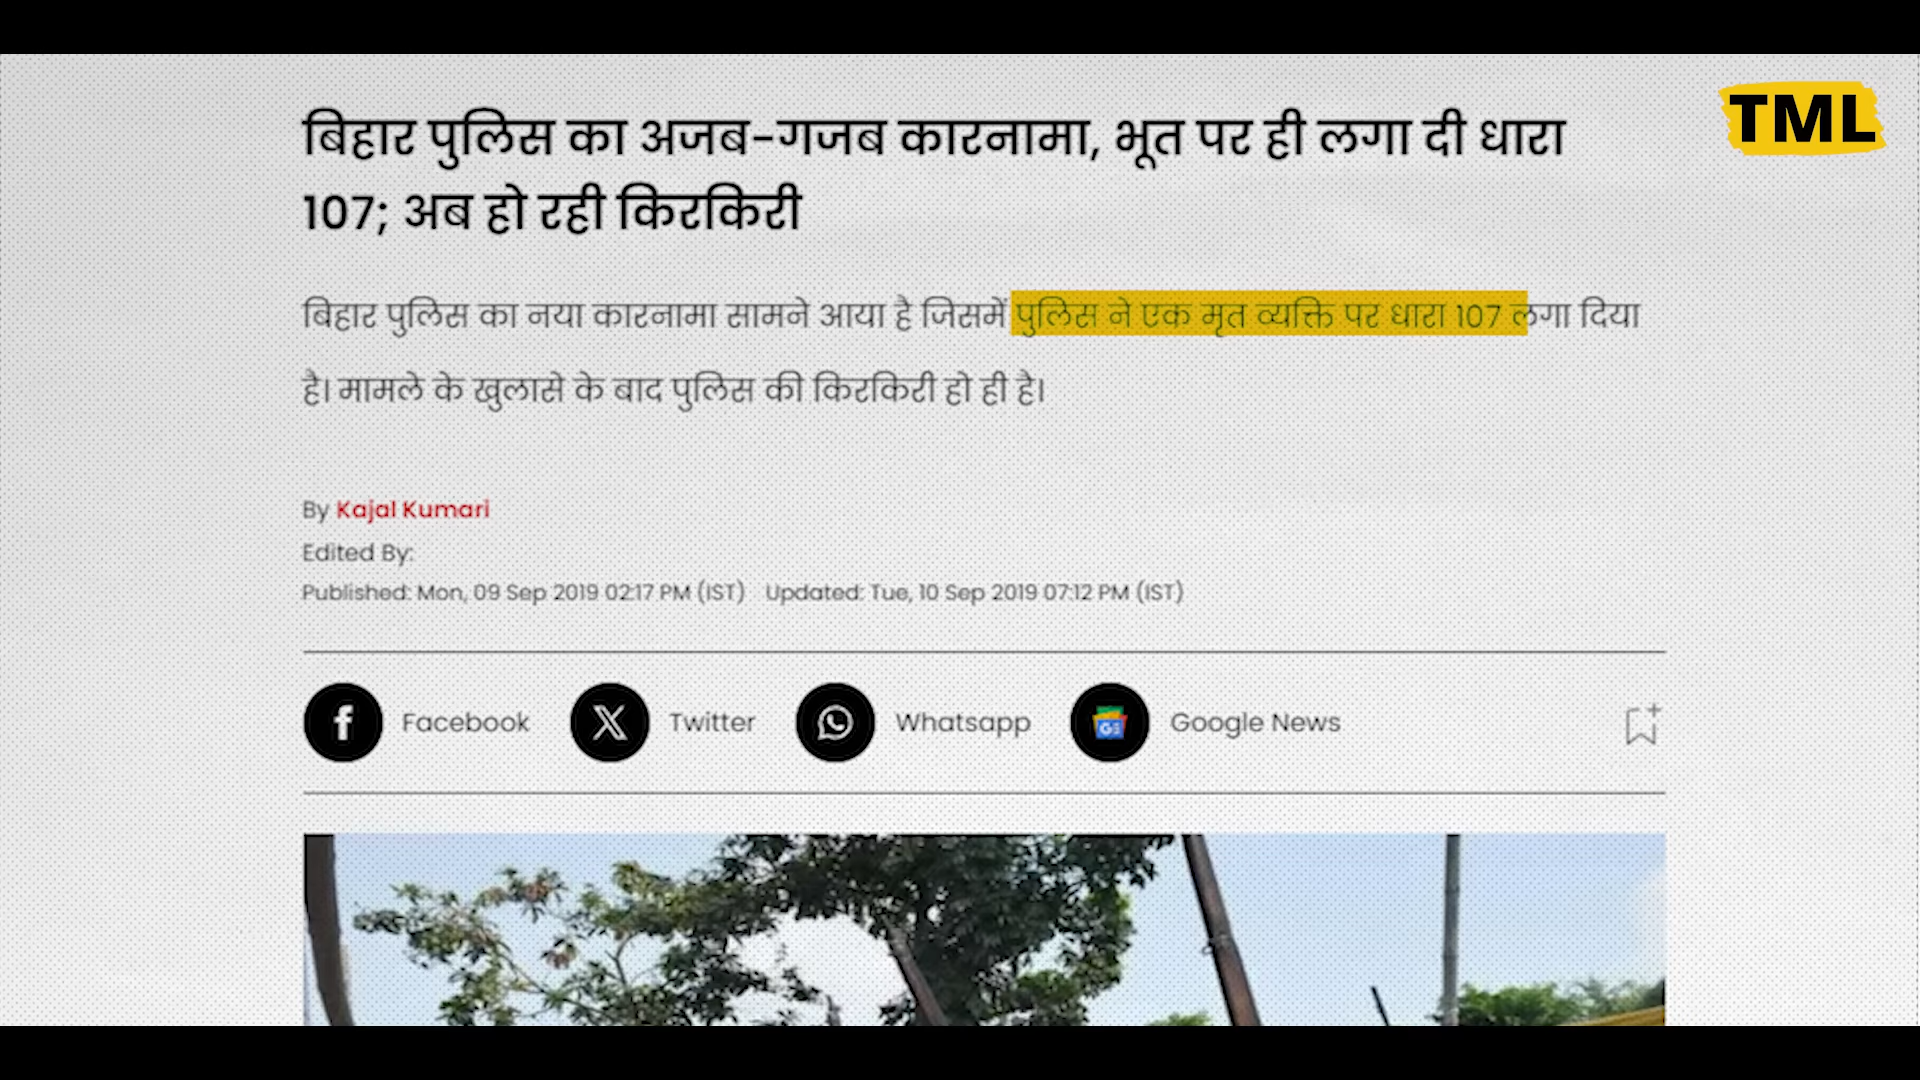 TML
बिहार पुलिस का अजब-गजब कारनामा, भूत पर ही लगा दी धारा
107; अब हो रही किरकिरी
बिहार पुलिस का नया कारनामा सामने आया है जिसमें पुलिस ने एक मृत व्यक्ति पर धारा 107 लगा दिया
है। मामले के खुलासे के बाद पुलिस की किरकिरी हो ही है।
By Kajal Kumari
Edited By:
Published: Mon, 09 Sep 2019 02:17 PM (IST) Updated: Tue, 10 Sep 2019 07:12 PM (IST)
Facebook Twitter Whatsapp Google News